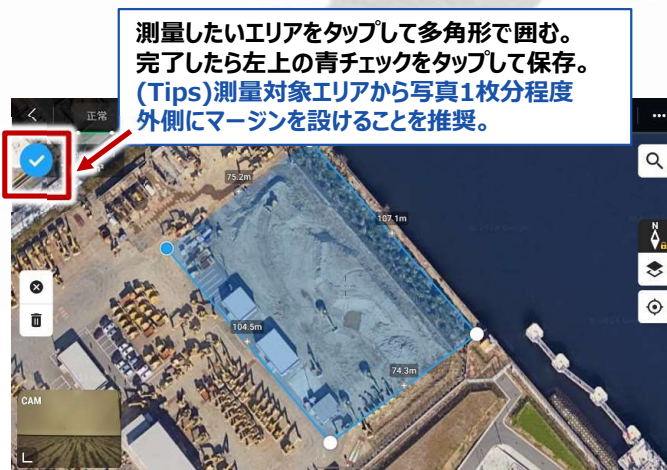 測量したいエリアをタップして多角形で囲む。
完了したら左上の青チェックをタップして保存。
(Tips)測量対象エリアから写真1枚分程度
外側にマージンを設けることを推奨。
正常
75.2m
107.1m
N
104.5m
74.3m
CAM